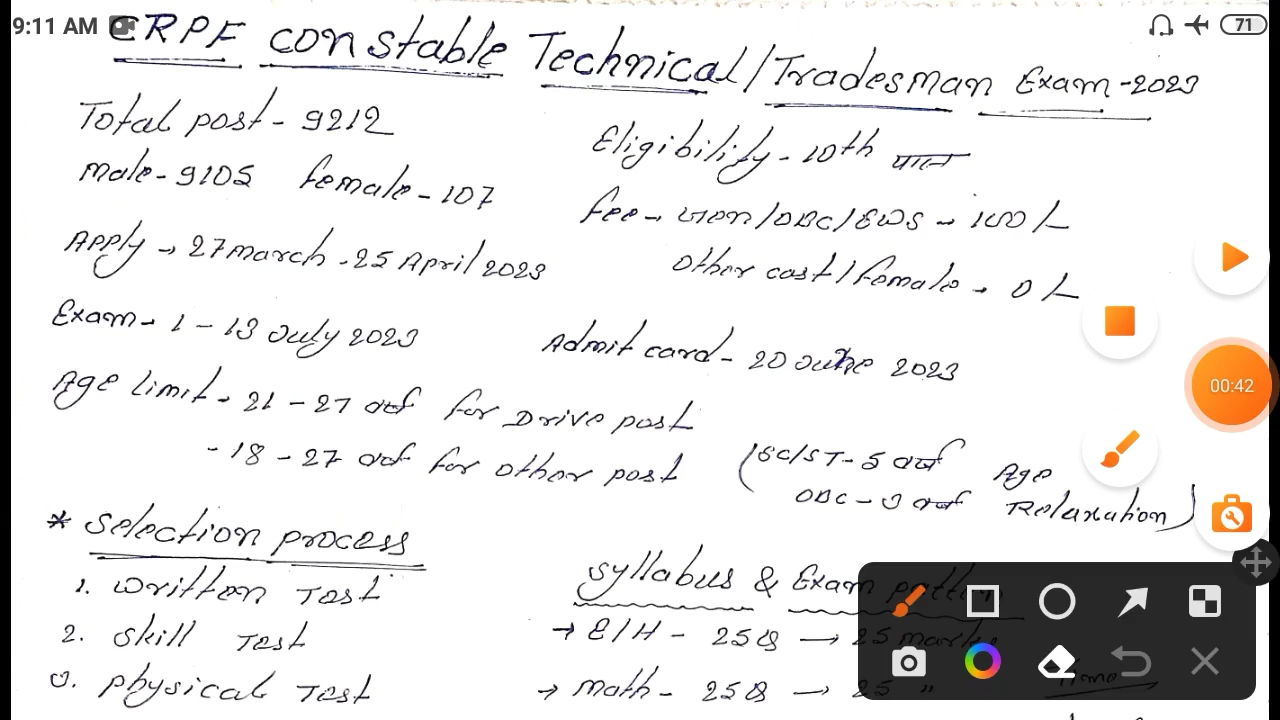 9:11 AM
71
CRPF constable Technical/Tradesman Exam-2023
Total post - 9212
Eligibility - 10th पास
male - 9105 female - 107
fee → Gen/OBC/EWS → 100/-
Apply → 27 march - 25 April 2023
other cast/female → 0/-
Exam → 1 - 13 July 2023
Admit card - 20 June 2023
Age limit → 21 - 27 वर्ष for Drive post
- 18 - 27 वर्ष for other post
(SC/ST - 5 वर्ष Age
OBC - 3 वर्ष Relaxation)
00:42
* Selection process
1. written Test
syllabus & Exam pattern
2. skill Test
→ E/H - 25Q → 25 marks
3. physical Test
→ math - 25Q → 25 "